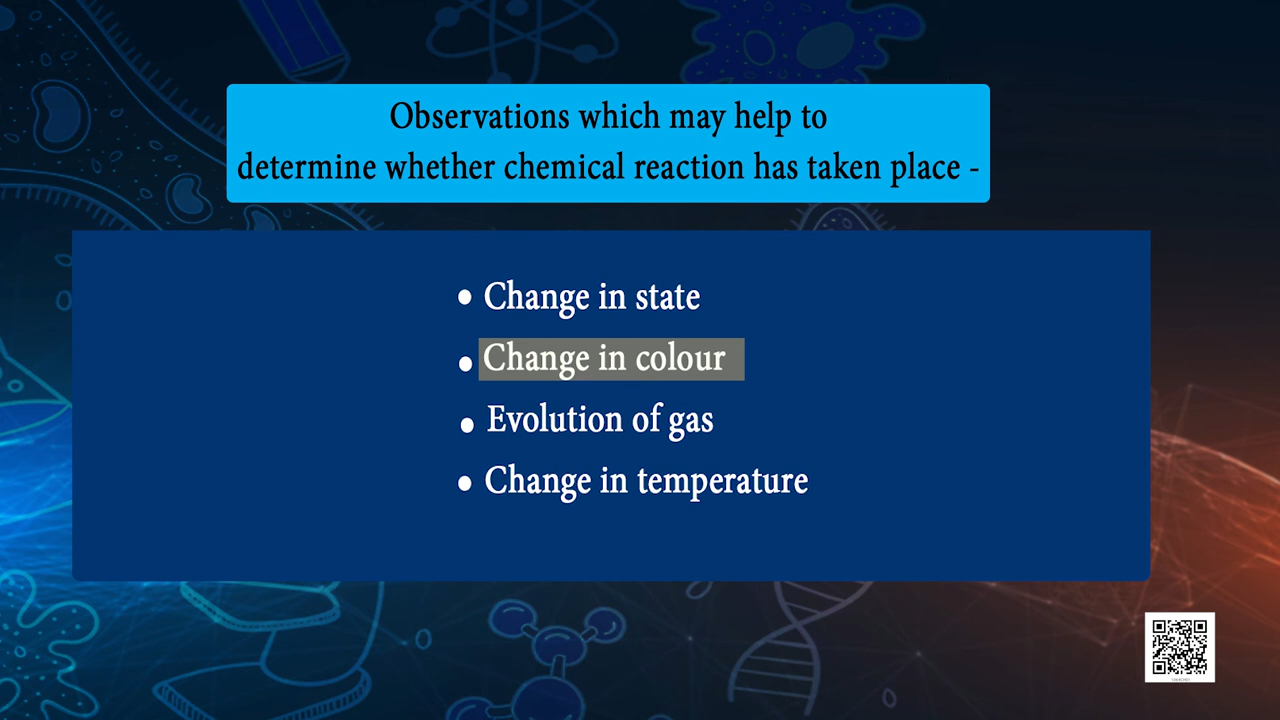 Observations which may help to
determine whether chemical reaction has taken place -
• Change in state
• Change in colour
• Evolution of gas
• Change in temperature